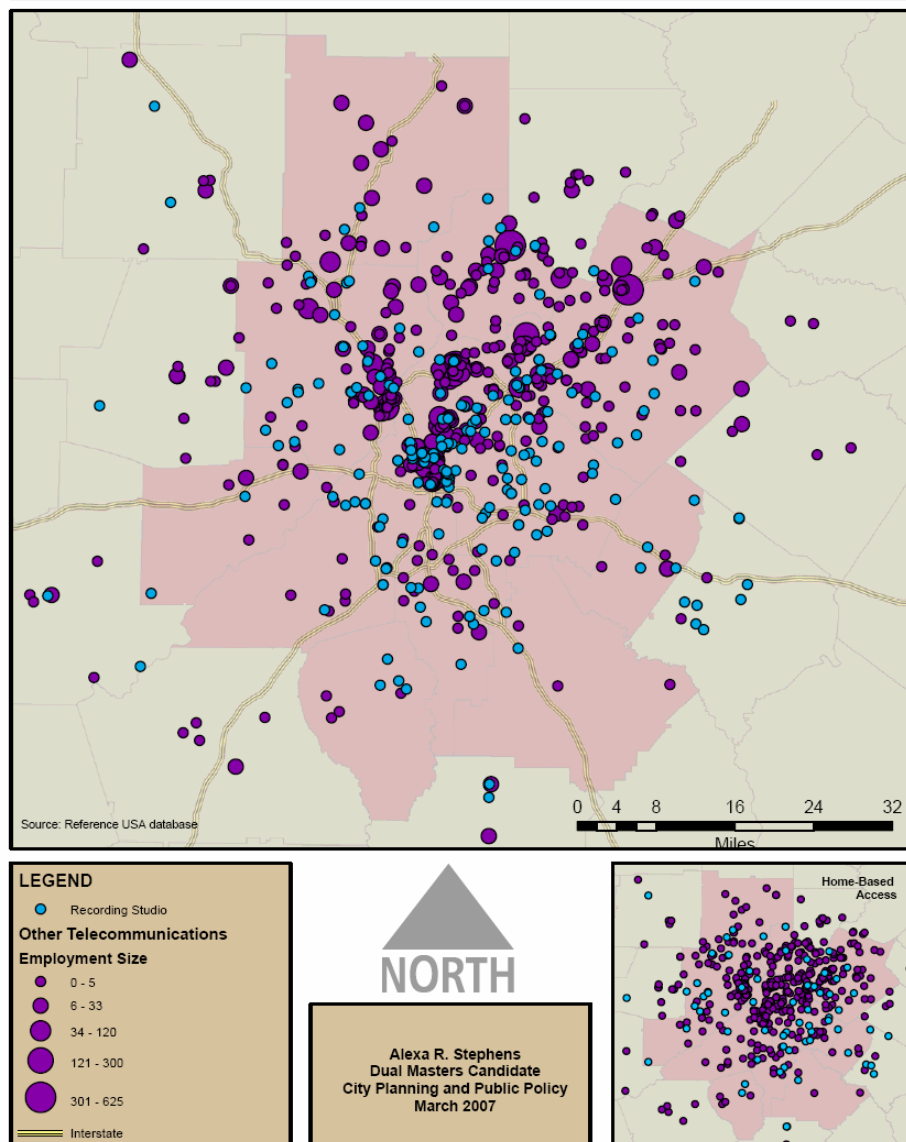 0 4 8 16 24 32
Miles
Source: Reference USA database
LEGEND
Recording Studio
Other Telecommunications
Employment Size
0 - 5
6 - 33
34 - 120
121 - 300
301 - 625
Interstate
NORTH
Alexa R. Stephens
Dual Masters Candidate
City Planning and Public Policy
March 2007
Home-Based
Access